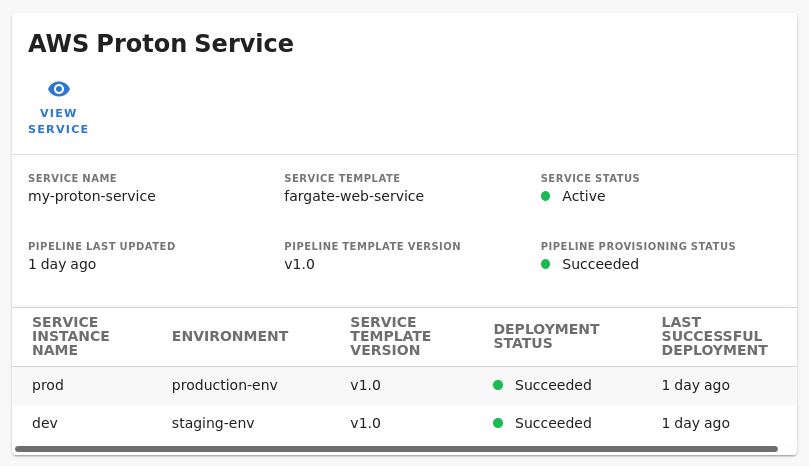 AWS Proton Service
VIEW
SERVICE
SERVICE NAME
my-proton-service
SERVICE TEMPLATE
fargate-web-service
SERVICE STATUS
Active
PIPELINE LAST UPDATED
1 day ago
PIPELINE TEMPLATE VERSION
v1.0
PIPELINE PROVISIONING STATUS
Succeeded
SERVICE
INSTANCE
NAME
ENVIRONMENT
SERVICE
TEMPLATE
VERSION
DEPLOYMENT
STATUS
LAST
SUCCESSFUL
DEPLOYMENT
prod production-env v1.0 Succeeded 1 day ago
dev staging-env v1.0 Succeeded 1 day ago